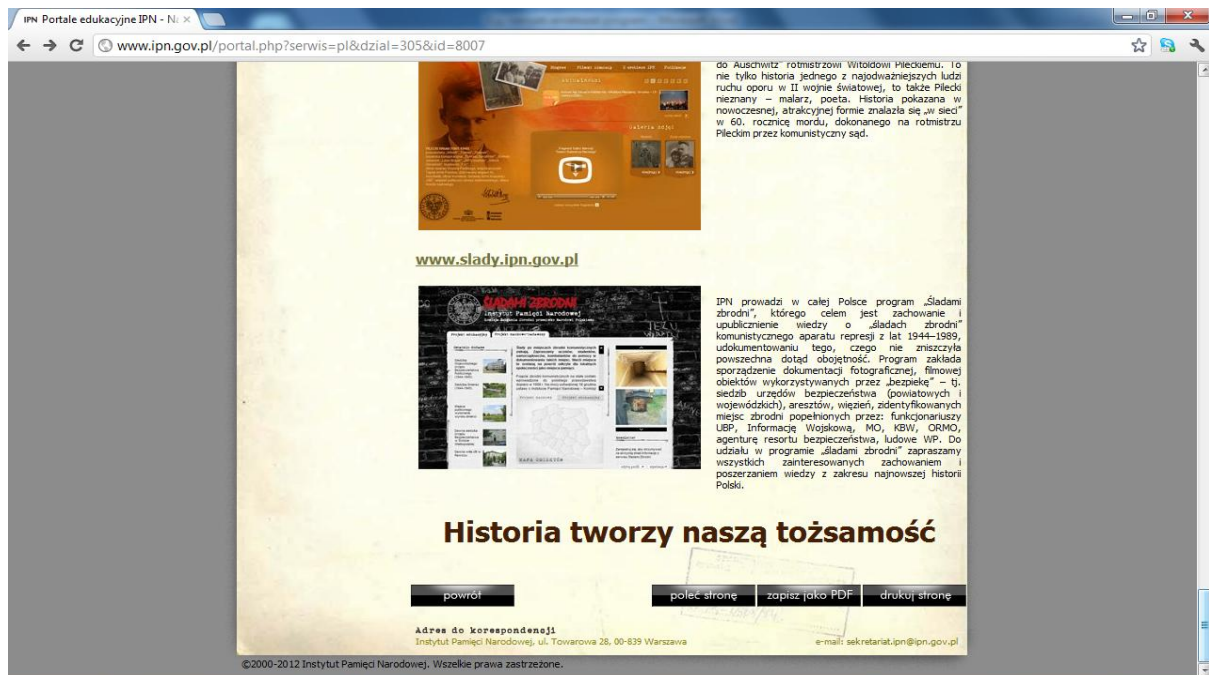 IPN Portale edukacyjne IPN - Na
www.ipn.gov.pl/portal.php?serwis=pl&dzial=305&id=8007
do Auschwitz" rotmistrzowi Witoldowi Pileckiemu. To
nie tylko historia jednego z najodważniejszych ludzi
ruchu oporu w II wojnie światowej, to także Pilecki
nieznany – malarz, poeta. Historia pokazana w
nowoczesnej, atrakcyjnej formie znalazła się „w sieci"
w 60. rocznicę mordu, dokonanego na rotmistrzu
Pileckim przez komunistyczny sąd.
www.slady.ipn.gov.pl
ŚLADAMI ZBRODNI
Instytut Pamięci Narodowej
IPN prowadzi w całej Polsce program „Śladami
zbrodni", którego celem jest zachowanie i
upublicznienie wiedzy o „śladach zbrodni"
komunistycznego aparatu represji z lat 1944–1989,
udokumentowaniu tego, czego nie zniszczyła
powszechna dotąd obojętność. Program zakłada
sporządzenie dokumentacji fotograficznej, filmowej
obiektów wykorzystywanych przez „bezpiekę" – tj.
siedzib urzędów bezpieczeństwa (powiatowych i
wojewódzkich), aresztów, więzień, zidentyfikowanych
miejsc zbrodni popełnionych przez: funkcjonariuszy
UBP, Informację Wojskową, MO, KBW, ORMO,
agenturę resortu bezpieczeństwa, ludowe WP. Do
udziału w programie „śladami zbrodni" zapraszamy
wszystkich zainteresowanych zachowaniem i
poszerzaniem wiedzy z zakresu najnowszej historii
Polski.
Historia tworzy naszą tożsamość
powrót
poleć stronę
zapisz jako PDF
drukuj stronę
Adres do korespondencji
Instytut Pamięci Narodowej, ul. Towarowa 28, 00-839 Warszawa
e-mail: sekretariat.ipn@ipn.gov.pl
©2000-2012 Instytut Pamięci Narodowej. Wszelkie prawa zastrzeżone.